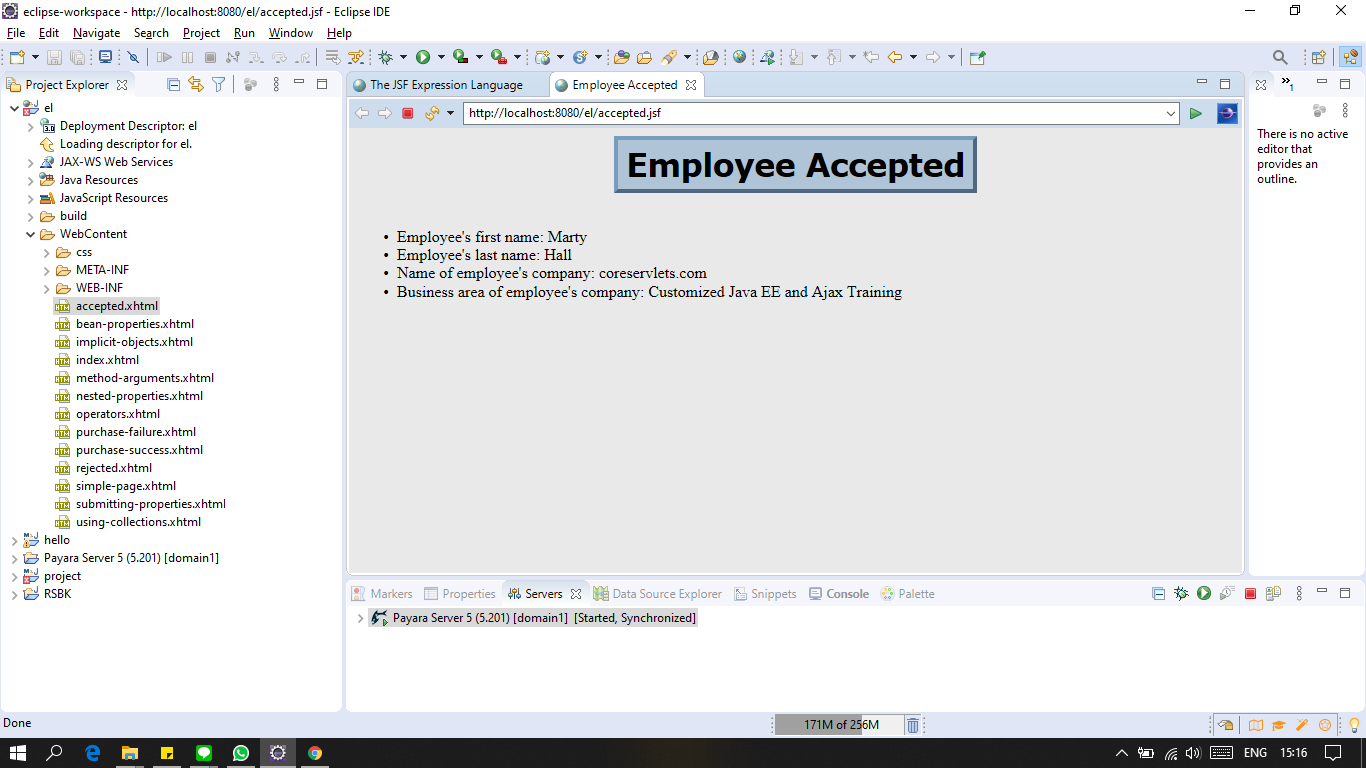 eclipse-workspace - http://localhost:8080/el/accepted.jsf - Eclipse IDE
File Edit Navigate Search Project Run Window Help
Project Explorer
el
Deployment Descriptor: el
Loading descriptor for el.
JAX-WS Web Services
Java Resources
JavaScript Resources
build
WebContent
css
META-INF
WEB-INF
accepted.xhtml
bean-properties.xhtml
implicit-objects.xhtml
index.xhtml
method-arguments.xhtml
nested-properties.xhtml
operators.xhtml
purchase-failure.xhtml
purchase-success.xhtml
rejected.xhtml
simple-page.xhtml
submitting-properties.xhtml
using-collections.xhtml
hello
Payara Server 5 (5.201) [domain1]
project
RSBK
The JSF Expression Language Employee Accepted
http://localhost:8080/el/accepted.jsf
Employee Accepted
• Employee's first name: Marty
• Employee's last name: Hall
• Name of employee's company: coreservlets.com
• Business area of employee's company: Customized Java EE and Ajax Training
»1
There is no active
editor that
provides an
outline.
Markers Properties Servers Data Source Explorer Snippets Console Palette
Payara Server 5 (5.201) [domain1] [Started, Synchronized]
Done
171M of 256M
ENG 15:16